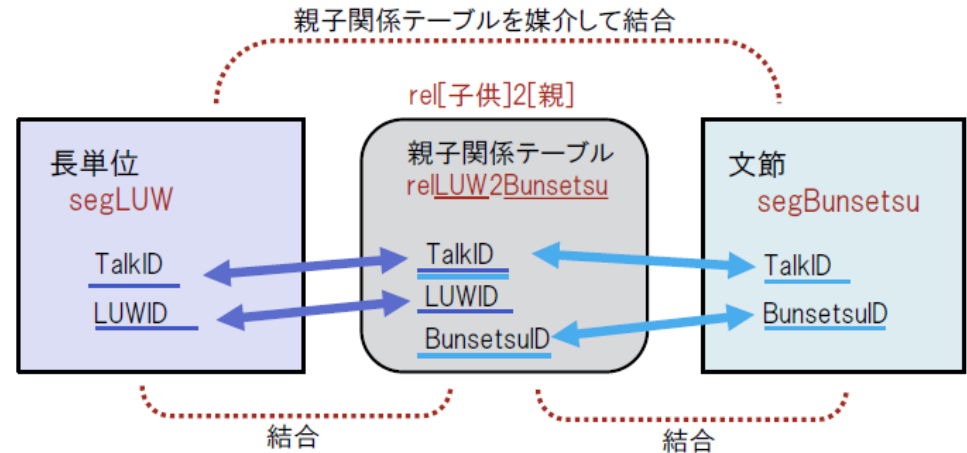 親子関係テーブルを媒介して結合
rel[子供]2[親]
長単位
segLUW
TalkID
LUWID
親子関係テーブル
relLUW2Bunsetsu
TalkID
LUWID
BunsetsuID
文節
segBunsetsu
TalkID
BunsetsuID
結合
結合